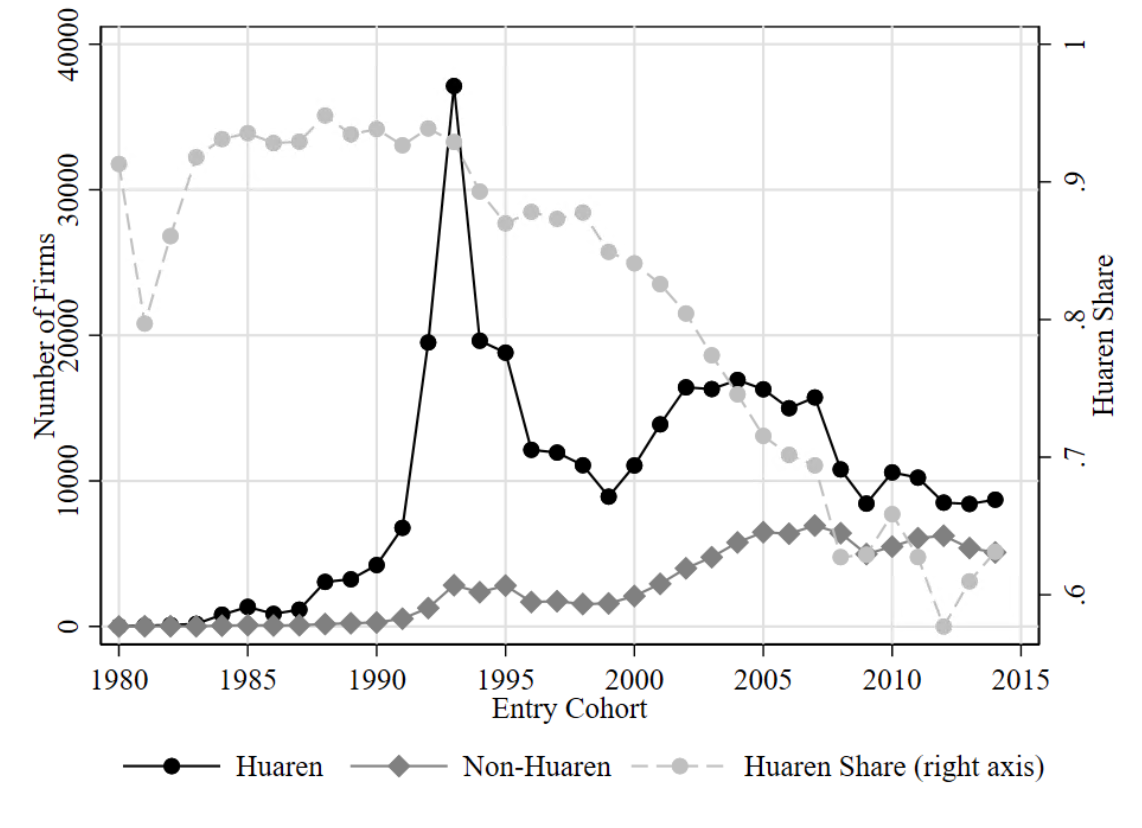 40000
30000
20000
10000
0
Number of Firms
1
.9
.8
.7
.6
Huaren Share
1980 1985 1990 1995 2000 2005 2010 2015
Entry Cohort
Huaren Non-Huaren Huaren Share (right axis)